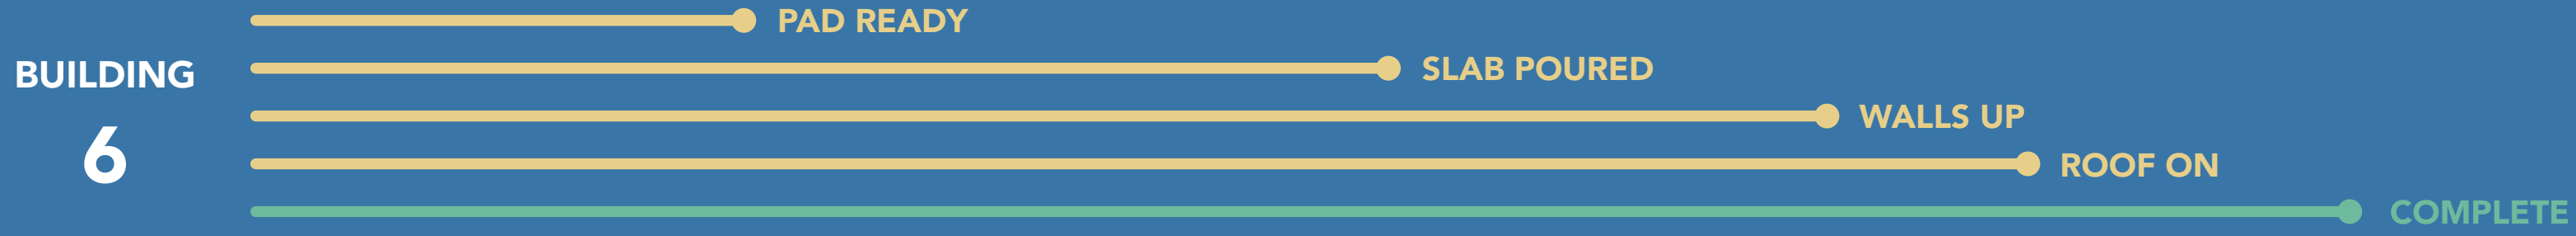 BUILDING
6
PAD READY
SLAB POURED
WALLS UP
ROOF ON
COMPLETE